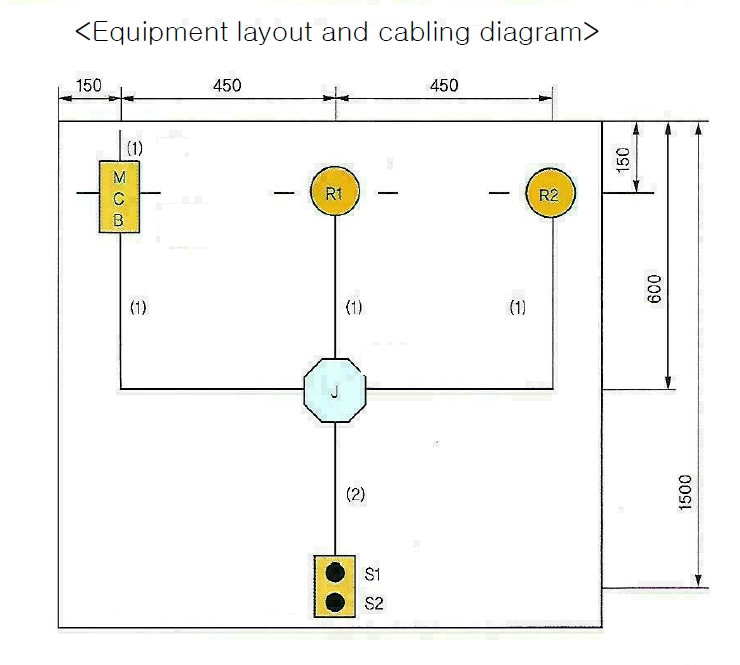 <Equipment layout and cabling diagram>
150 450 450
(1)
150
M
C
B
R1 R2
600
(1) (1) (1)
J
1500
(2)
S1
S2